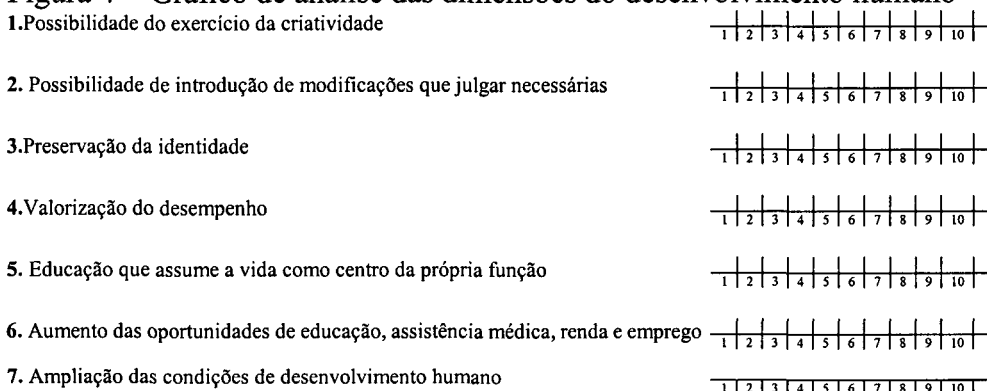 Figura 4 – Gráfico de análise das dimensões do desenvolvimento humano
1.Possibilidade do exercício da criatividade
1 2 3 4 5 6 7 8 9 10
2. Possibilidade de introdução de modificações que julgar necessárias
1 2 3 4 5 6 7 8 9 10
3.Preservação da identidade
1 2 3 4 5 6 7 8 9 10
4.Valorização do desempenho
1 2 3 4 5 6 7 8 9 10
5. Educação que assume a vida como centro da própria função
1 2 3 4 5 6 7 8 9 10
6. Aumento das oportunidades de educação, assistência médica, renda e emprego
1 2 3 4 5 6 7 8 9 10
7. Ampliação das condições de desenvolvimento humano
1 2 3 4 5 6 7 8 9 10